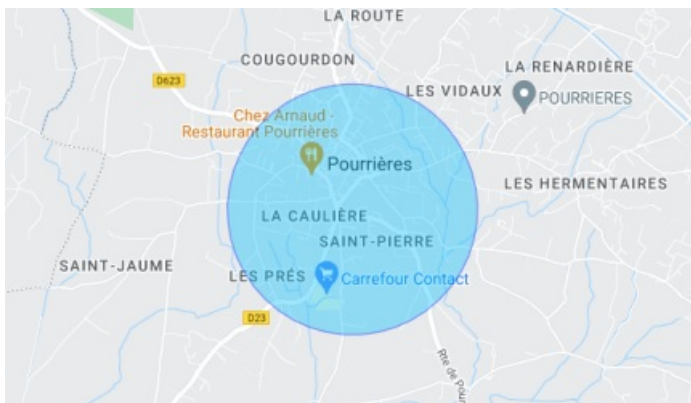 LA ROUTE
COUGOURDON
LA RENARDIÈRE
D623
LES VIDAUX
POURRIERES
Chez Arnaud -
Restaurant Pourrières
Pourrières
LES HERMENTAIRES
LA CAULIÈRE
SAINT-PIERRE
SAINT-JAUME
LES PRÉS
Carrefour Contact
D23
Rte de Pour